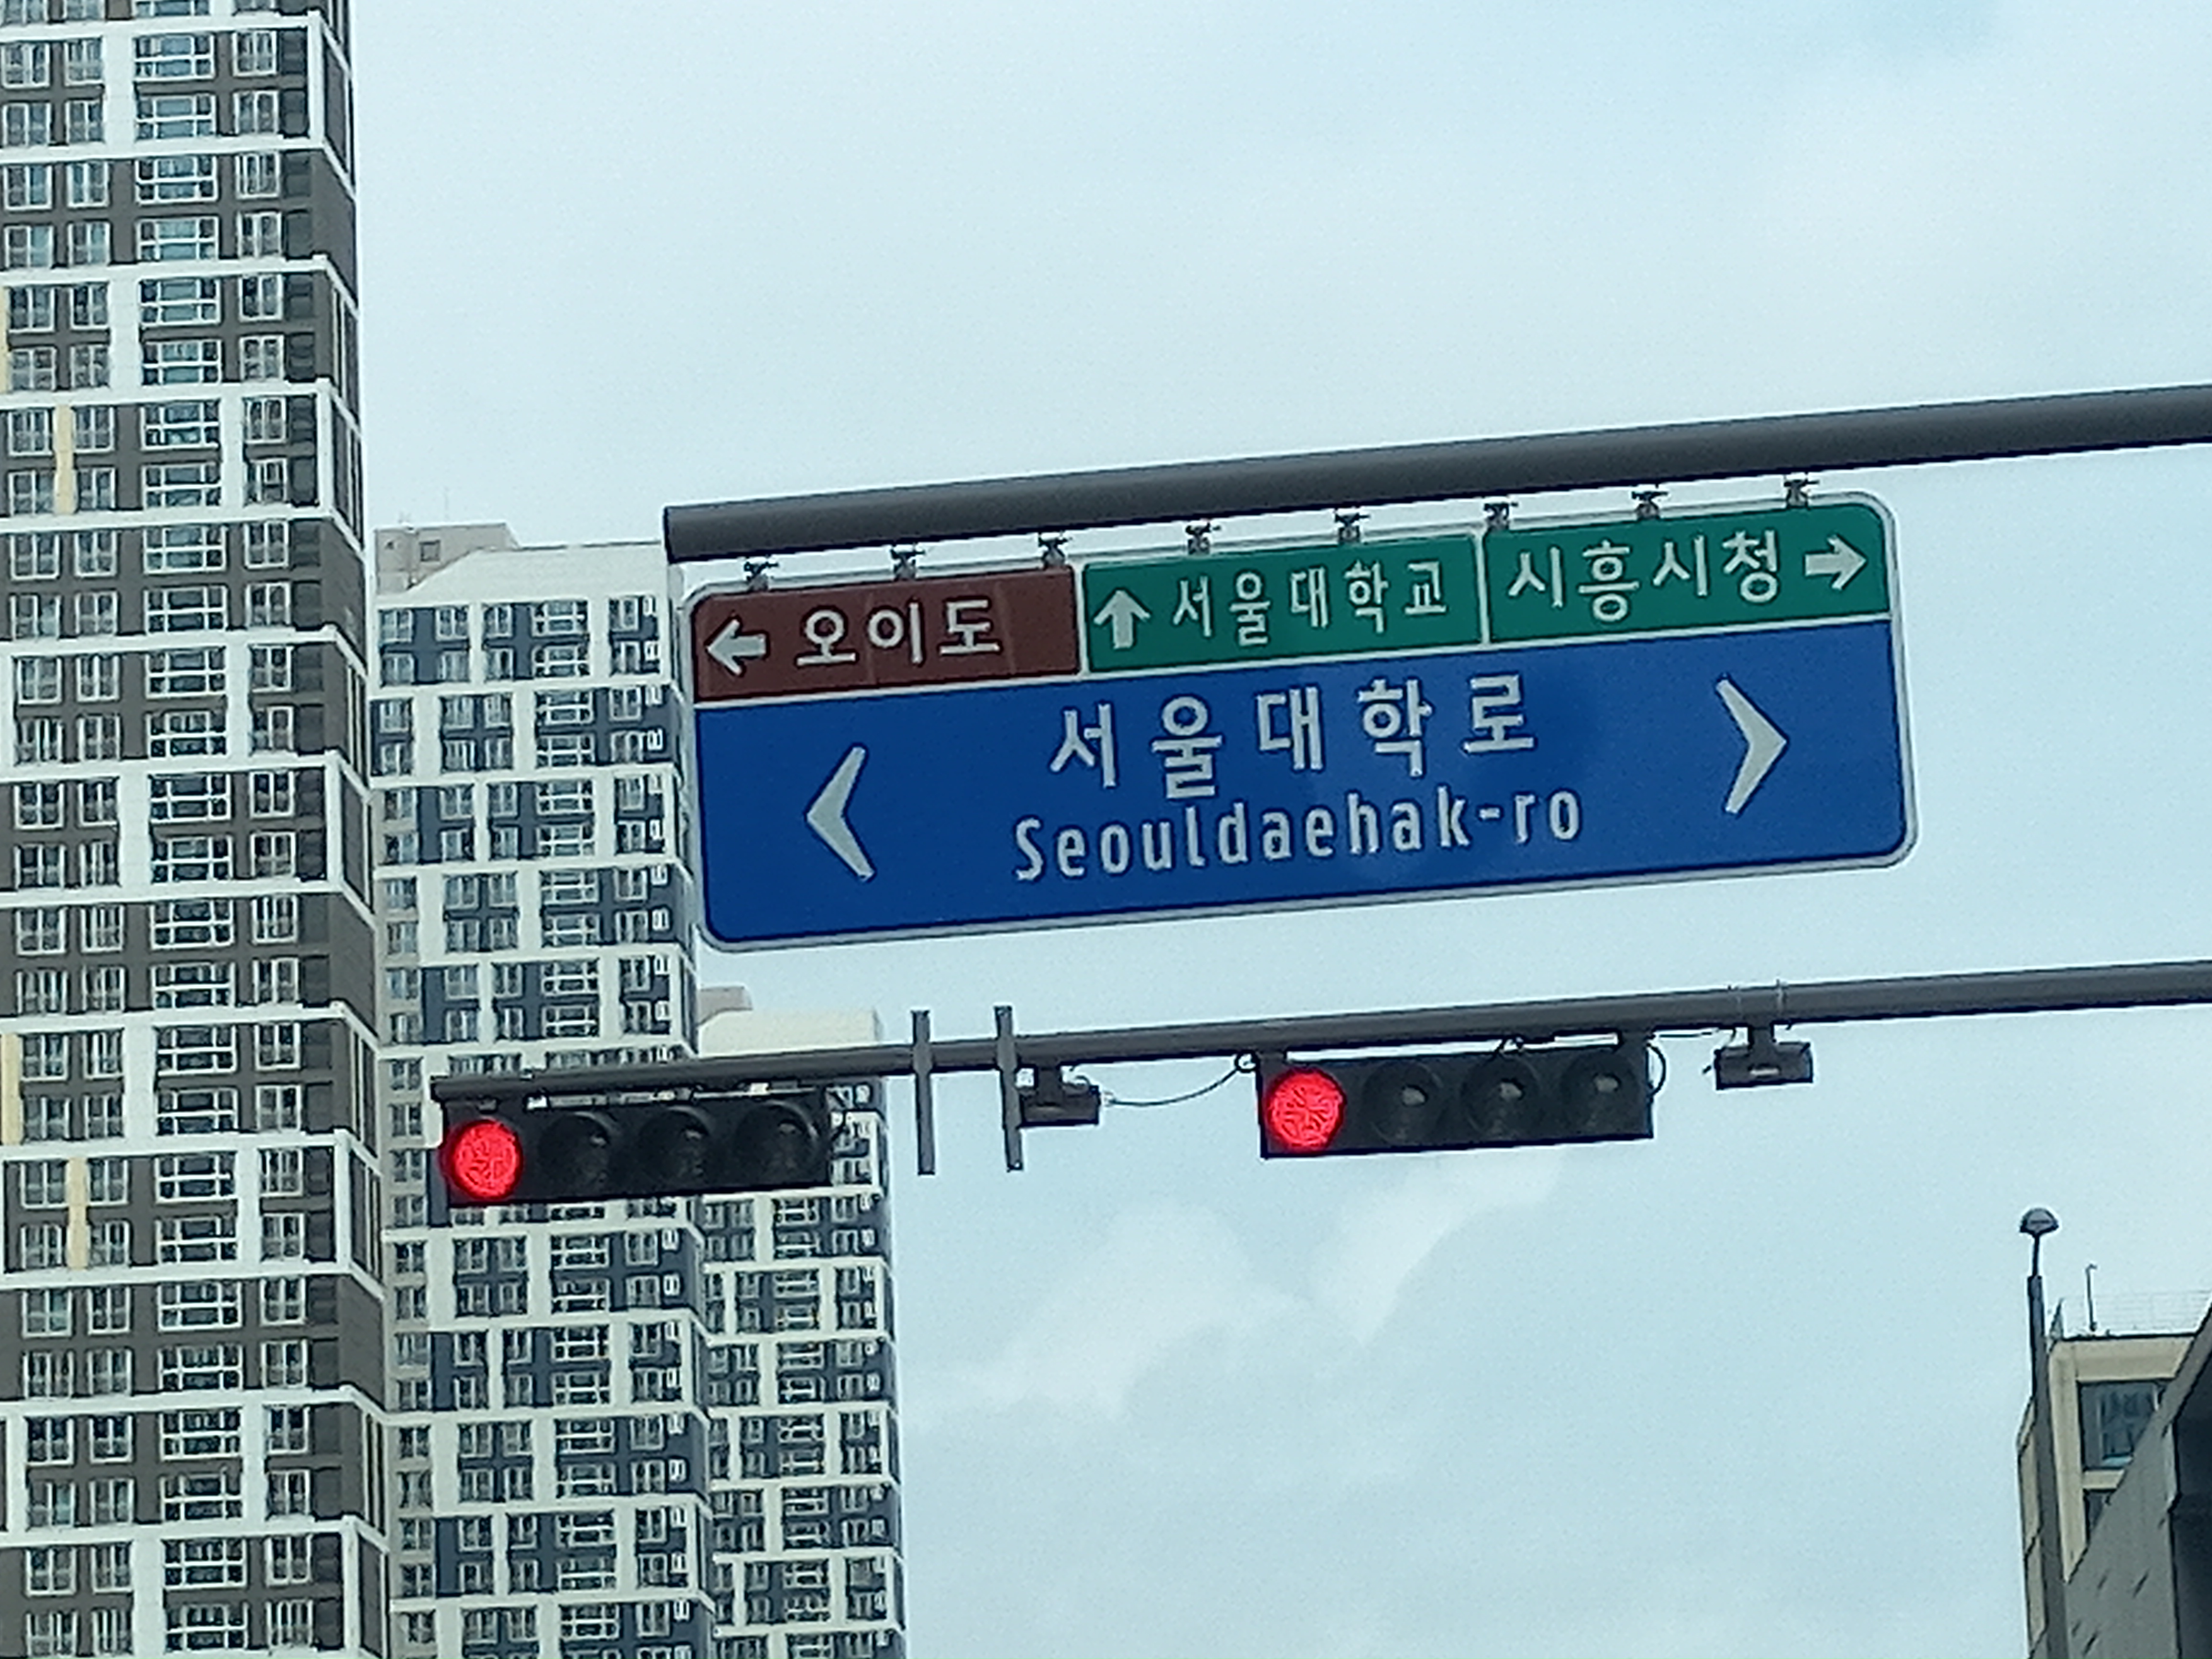 ← 오이도 ↑ 서울대학교 시흥시청 →
서울대학로
Seouldaehak-ro